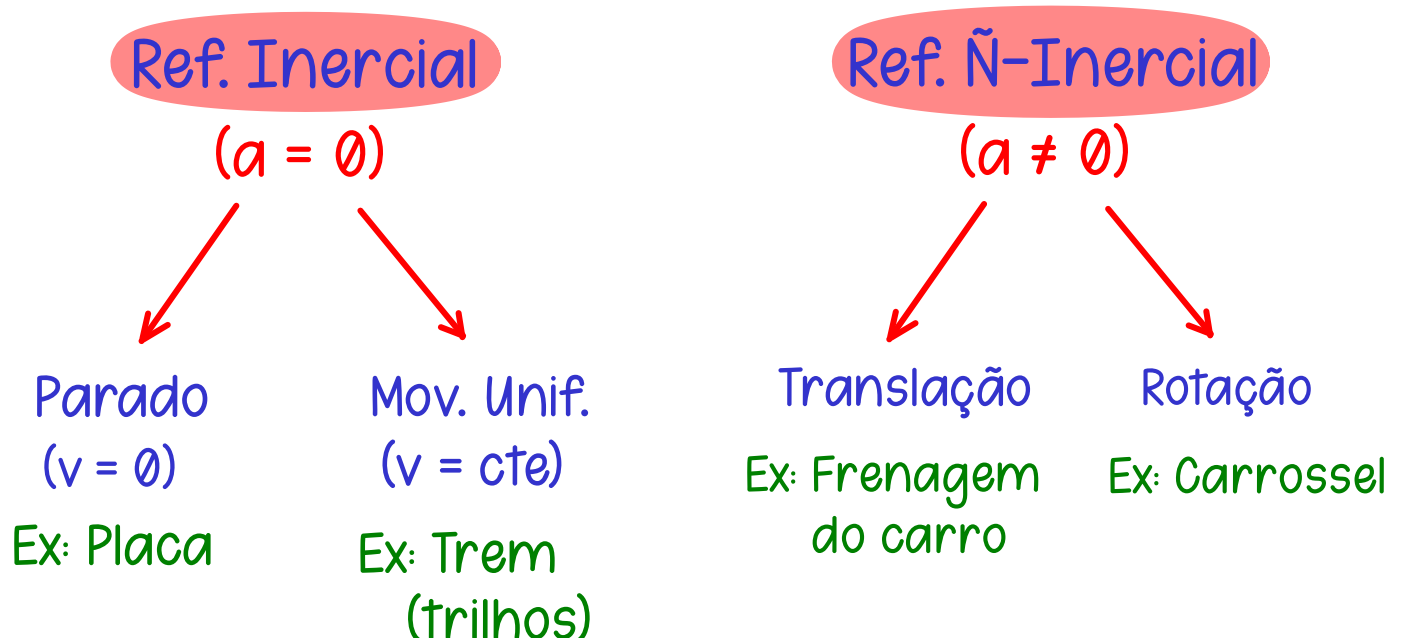 Ref. Inercial
(a = 0)
Parado
(v = 0)
Ex: Placa
Mov. Unif.
(v = cte)
Ex: Trem
(trilhos)
Ref. Ñ-Inercial
(a ≠ 0)
Translação
Ex: Frenagem
do carro
Rotação
Ex: Carrossel